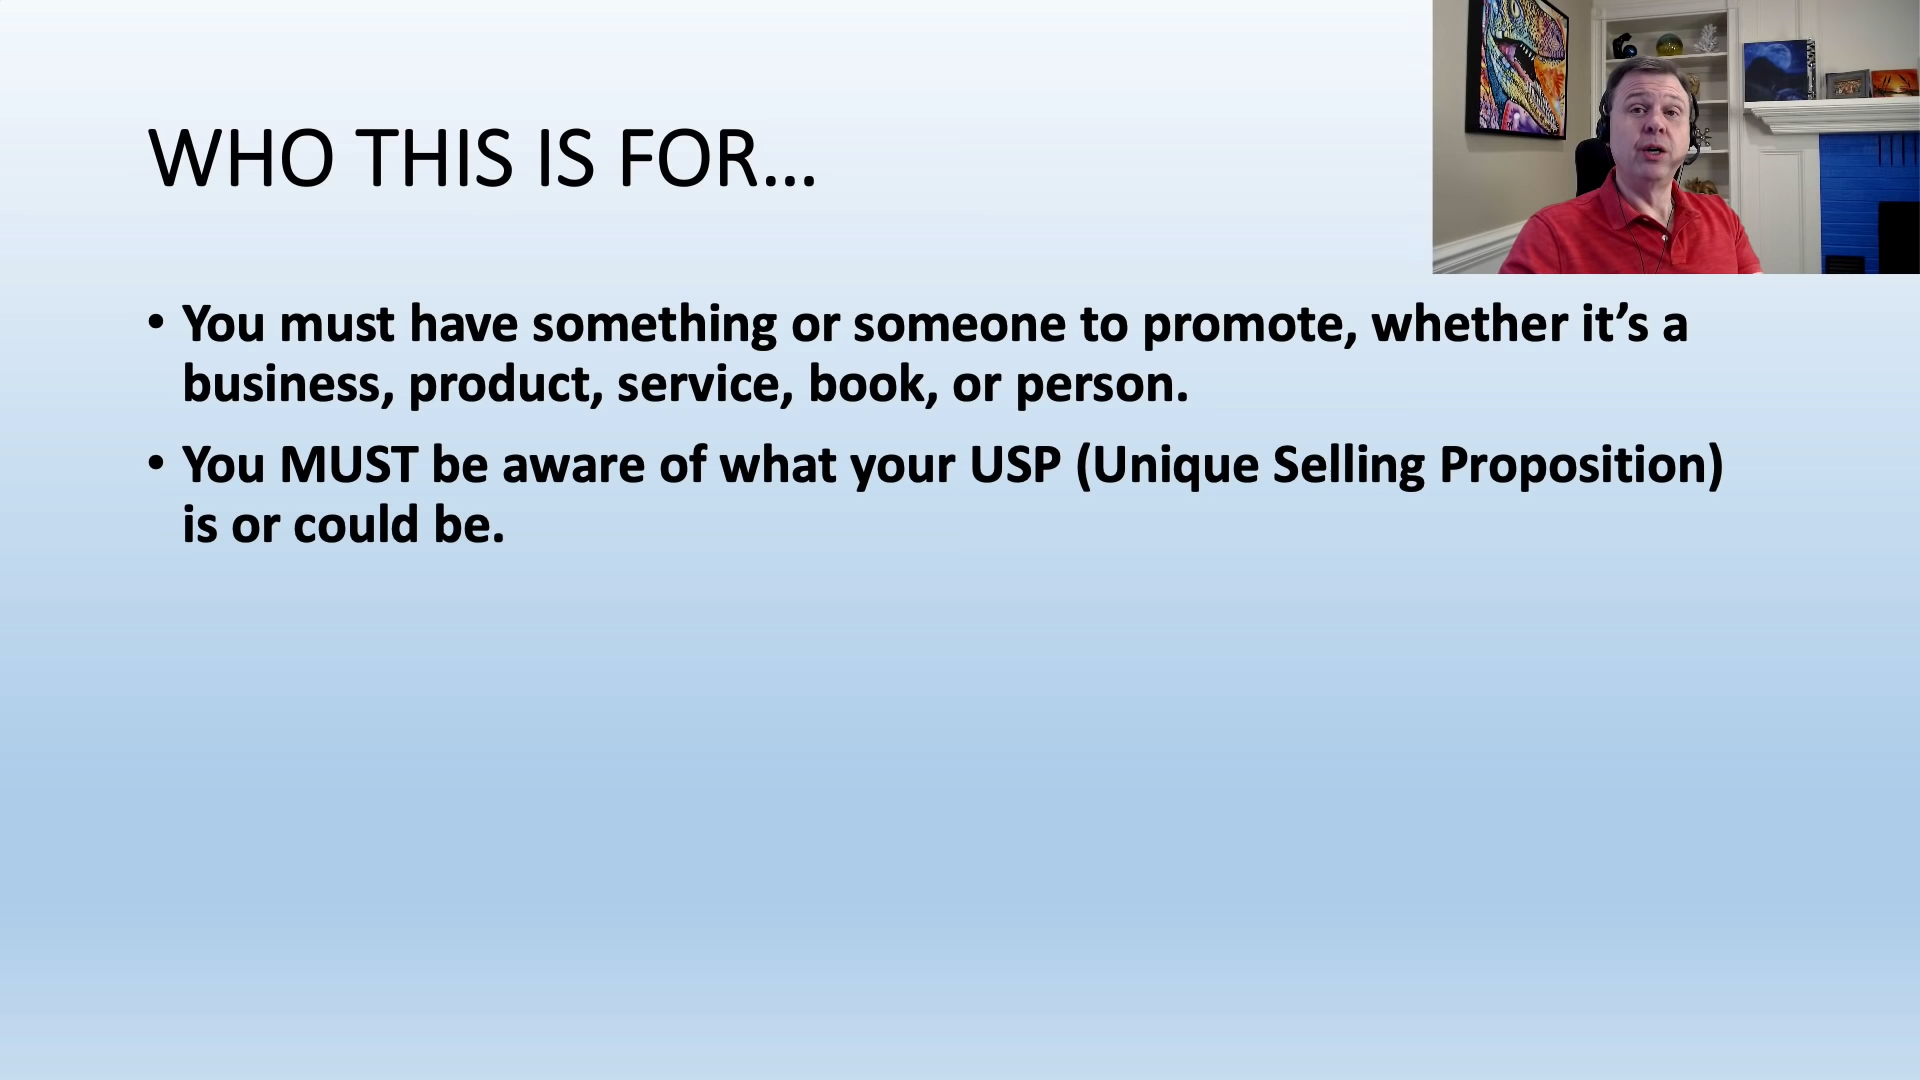 WHO THIS IS FOR…
• You must have something or someone to promote, whether it’s a
business, product, service, book, or person.
• You MUST be aware of what your USP (Unique Selling Proposition)
is or could be.